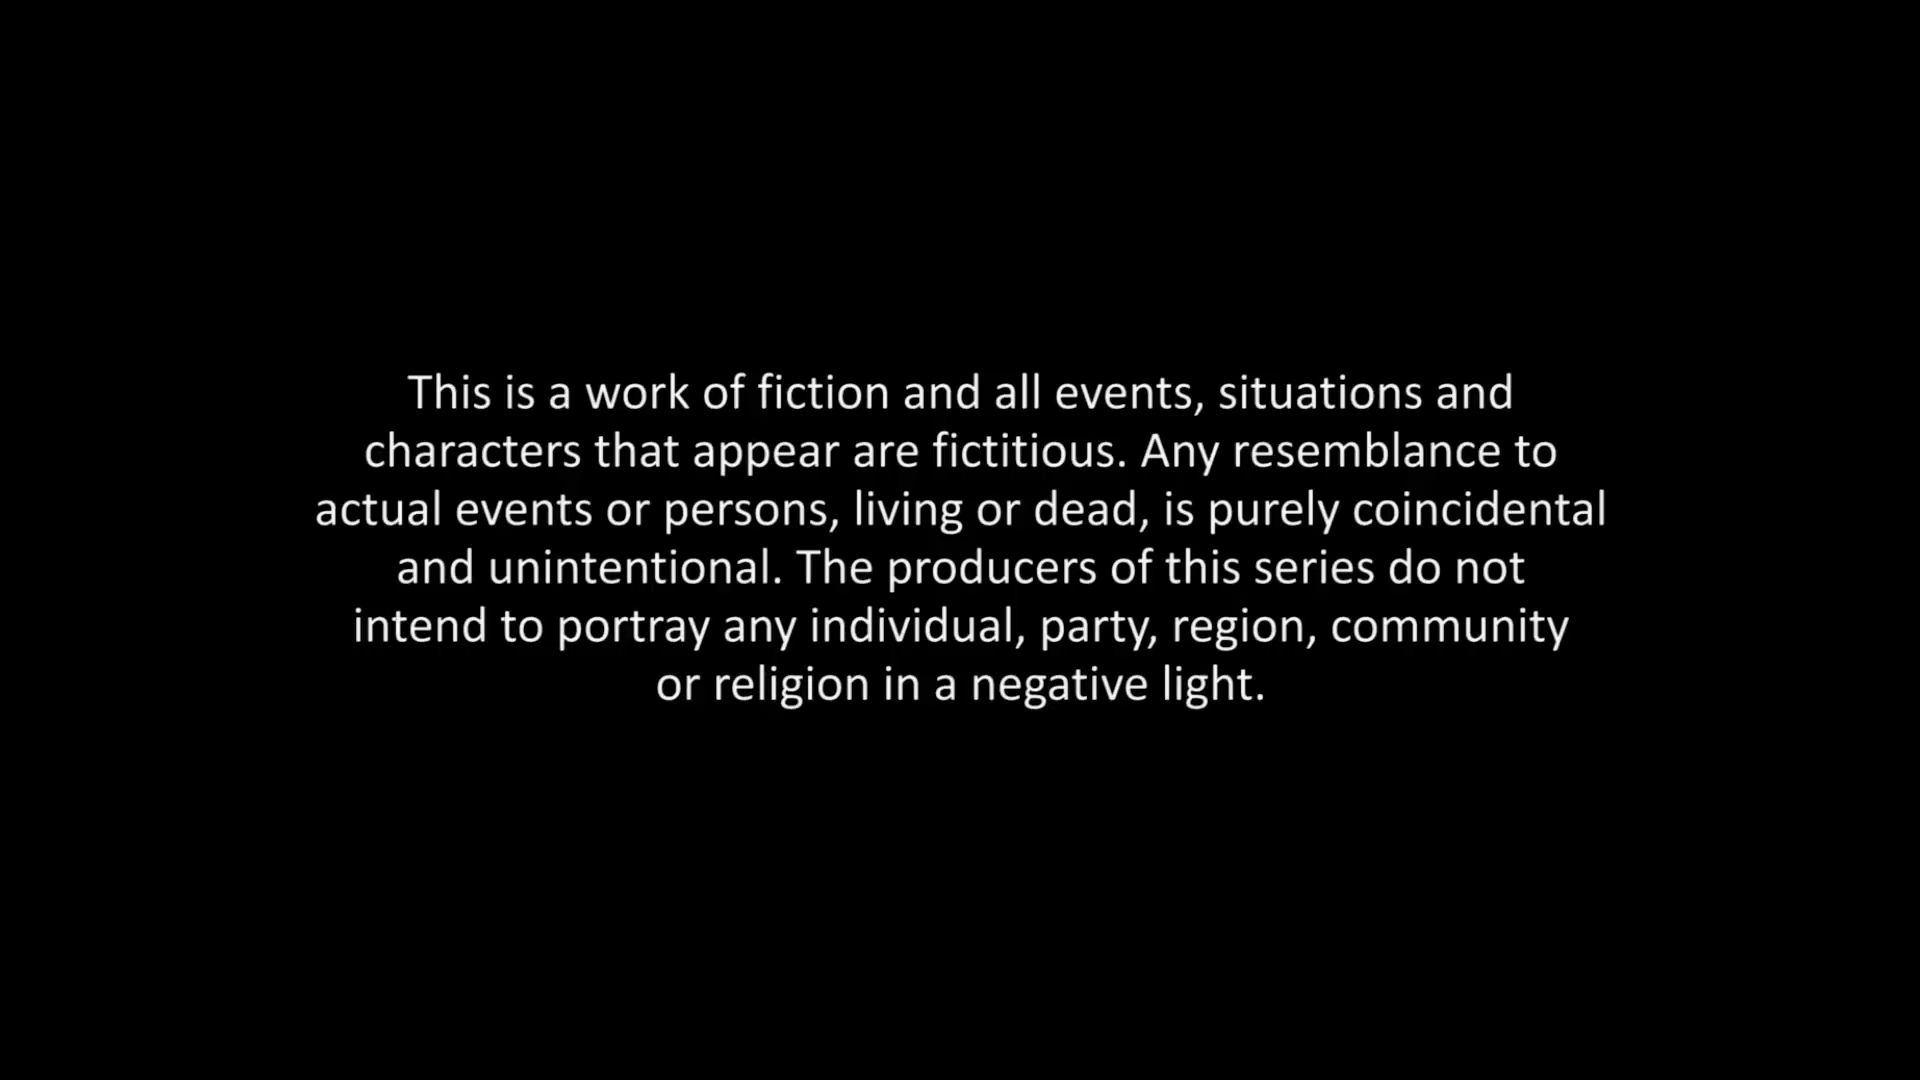 This is a work of fiction and all events, situations and
characters that appear are fictitious. Any resemblance to
actual events or persons, living or dead, is purely coincidental
and unintentional. The producers of this series do not
intend to portray any individual, party, region, community
or religion in a negative light.